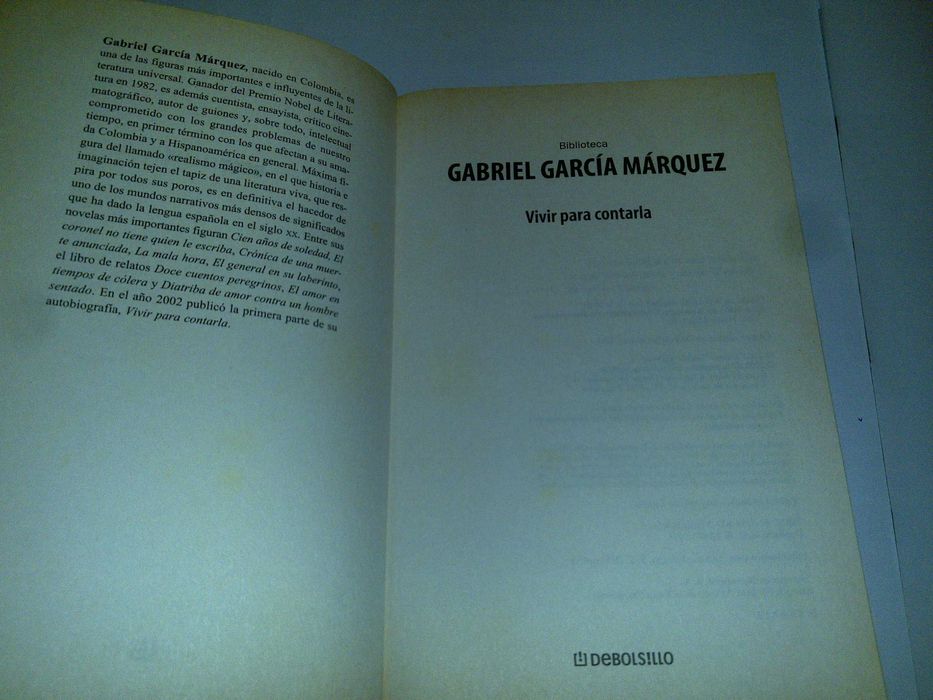 Gabriel García Márquez, nacido en Colombia, es
una de las figuras más importantes e influyentes de la li-
teratura universal. Ganador del Premio Nobel de Litera-
tura en 1982, es además cuentista, ensayista, crítico cine-
matográfico, autor de guiones y, sobre todo, intelectual
comprometido con los grandes problemas de nuestro
tiempo, en primer término con los que afectan a su ama-
da Colombia y a Hispanoamérica en general. Máxima fi-
gura del llamado «realismo mágico», en el que historia e
imaginación tejen el tapiz de una literatura viva, que res-
pira por todos sus poros, es en definitiva el hacedor de
uno de los mundos narrativos más densos de significados
que ha dado la lengua española en el siglo XX. Entre sus
novelas más importantes figuran Cien años de soledad, El
coronel no tiene quien le escriba, Crónica de una muer-
te anunciada, La mala hora, El general en su laberinto,
el libro de relatos Doce cuentos peregrinos, El amor en
tiempos de cólera y Diatriba de amor contra un hombre
sentado. En el año 2002 publicó la primera parte de su
autobiografía, Vivir para contarla.
Biblioteca
GABRIEL GARCÍA MÁRQUEZ
Vivir para contarla
DEBOLS!LLO